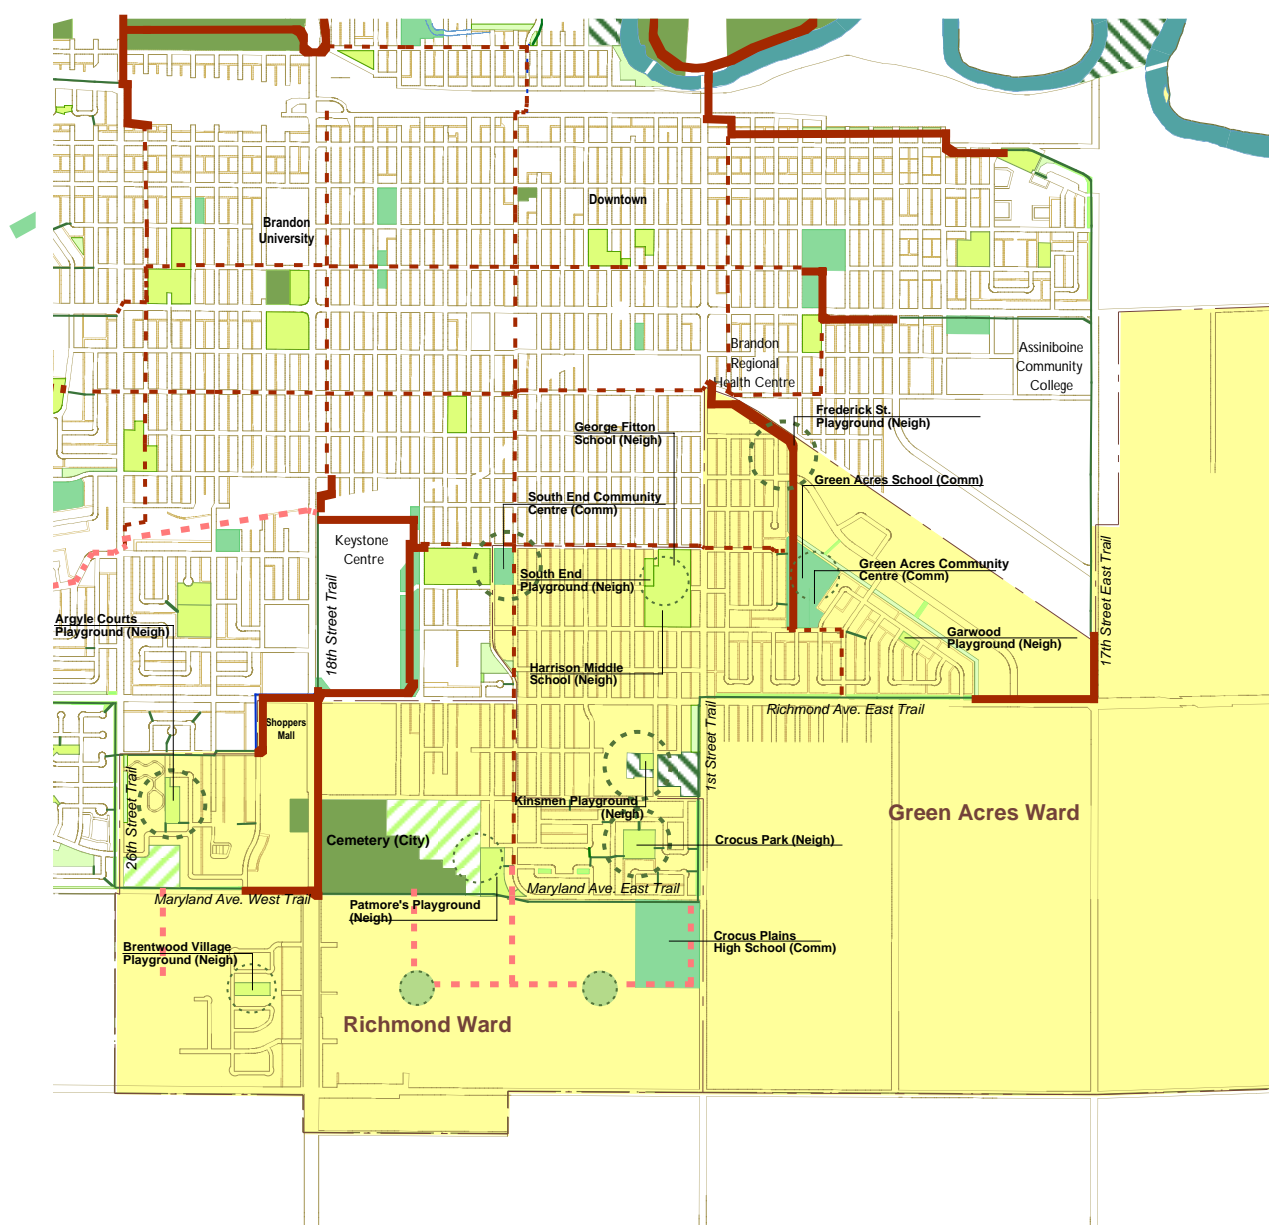 Downtown
Brandon
University
Brandon
Regional
Health Centre
Assiniboine
Community
College
Frederick St.
Playground (Neigh)
George Fitton
School (Neigh)
Green Acres School (Comm)
South End Community
Centre (Comm)
Keystone
Centre
Green Acres Community
Centre (Comm)
South End
Playground (Neigh)
17th Street East Trail
18th Street Trail
Argyle Courts
Playground (Neigh)
Garwood
Playground (Neigh)
Harrison Middle
School (Neigh)
Richmond Ave. East Trail
Shoppers
Mall
1st Street Trail
26th Street Trail
Kinsmen Playground
(Neigh)
Green Acres Ward
Cemetery (City)
Crocus Park (Neigh)
Maryland Ave. East Trail
Maryland Ave. West Trail
Patmore's Playground
(Neigh)
Crocus Plains
High School (Comm)
Brentwood Village
Playground (Neigh)
Richmond Ward